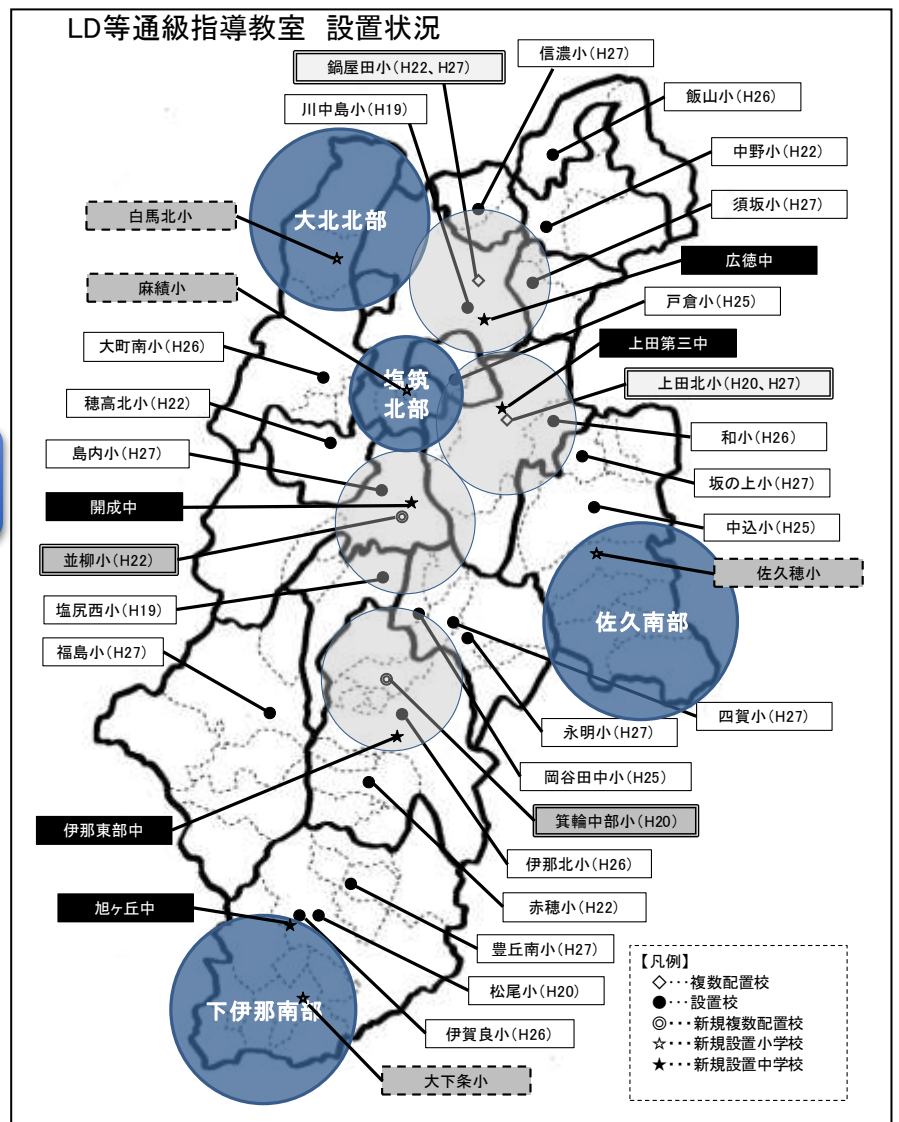 LD等通級指導教室 設置状況
信濃小(H27)
鍋屋田小(H22、H27)
川中島小(H19)
飯山小(H26)
中野小(H22)
須坂小(H27)
大北北部
白馬北小
広徳中
麻績小
戸倉小(H25)
上田第三中
大町南小(H26)
塩筑
北部
上田北小(H20、H27)
穂高北小(H22)
和小(H26)
島内小(H27)
坂の上小(H27)
開成中
中込小(H25)
並柳小(H22)
佐久穂小
塩尻西小(H19)
佐久南部
福島小(H27)
四賀小(H27)
永明小(H27)
岡谷田中小(H25)
箕輪中部小(H20)
伊那東部中
伊那北小(H26)
赤穂小(H22)
旭ヶ丘中
豊丘南小(H27)
松尾小(H20)
下伊那南部
伊賀良小(H26)
大下条小
【凡例】
◇・・・複数配置校
●・・・設置校
◎・・・新規複数配置校
☆・・・新規設置小学校
★・・・新規設置中学校